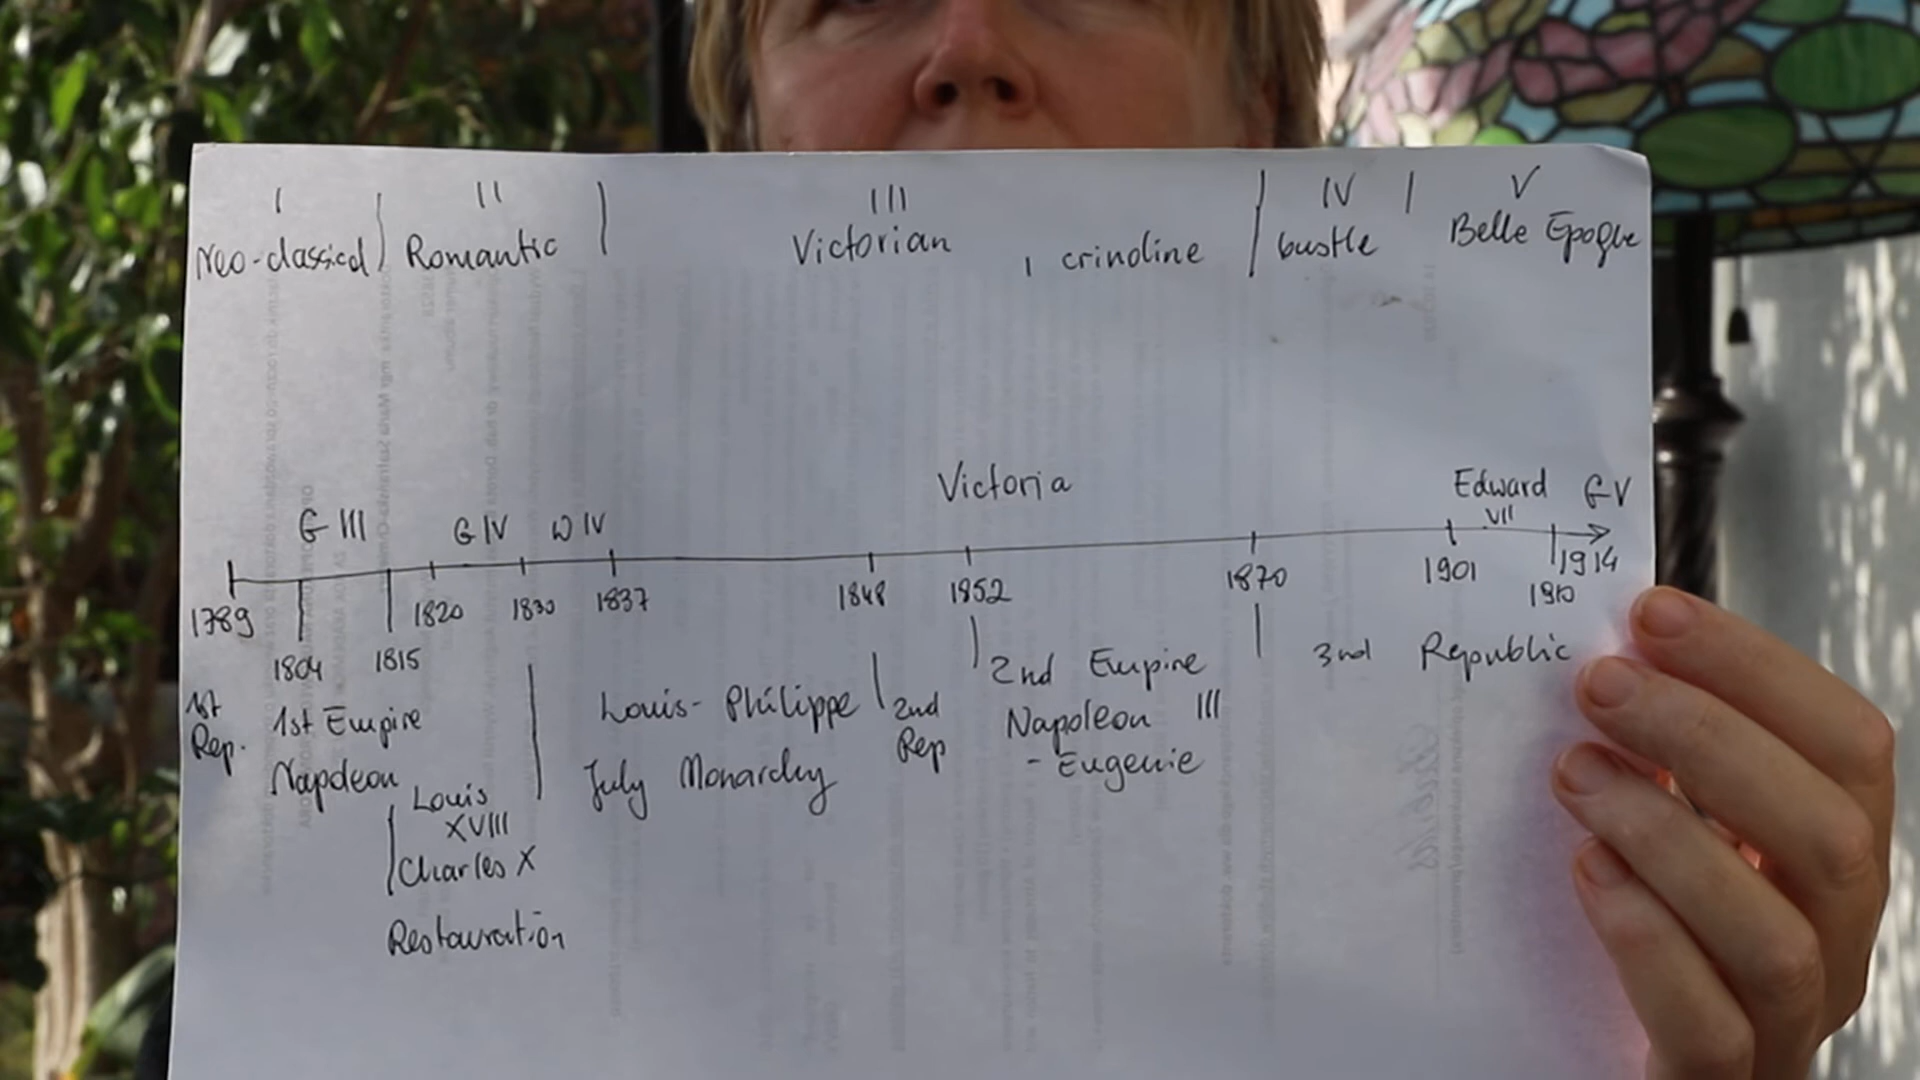 I II III IV V
Neo-classical Romantic Victorian , crinoline bustle Belle Epoque
Victoria
G III G IV W IV Edward VII G V
1789 1804 1815 1820 1830 1837 1848 1852 1870 1901 1910 1914
1st Rep.
1st Empire
Napoleon
Louis XVIII
Charles X
Restauration
Louis-Philippe
July Monarchy
2nd Rep
2nd Empire
Napoleon III
- Eugenie
3nd Republic